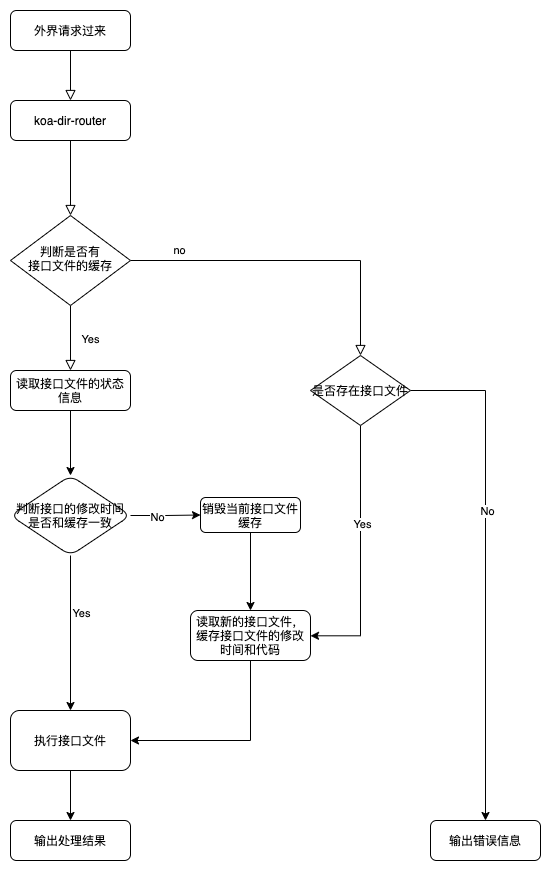 外界请求过来
koa-dir-router
判断是否有
接口文件的缓存
no
Yes
读取接口文件的状态
信息
是否存在接口文件
判断接口的修改时间
是否和缓存一致
No
销毁当前接口文件
缓存
Yes
No
Yes
读取新的接口文件，
缓存接口文件的修改
时间和代码
执行接口文件
输出处理结果
输出错误信息